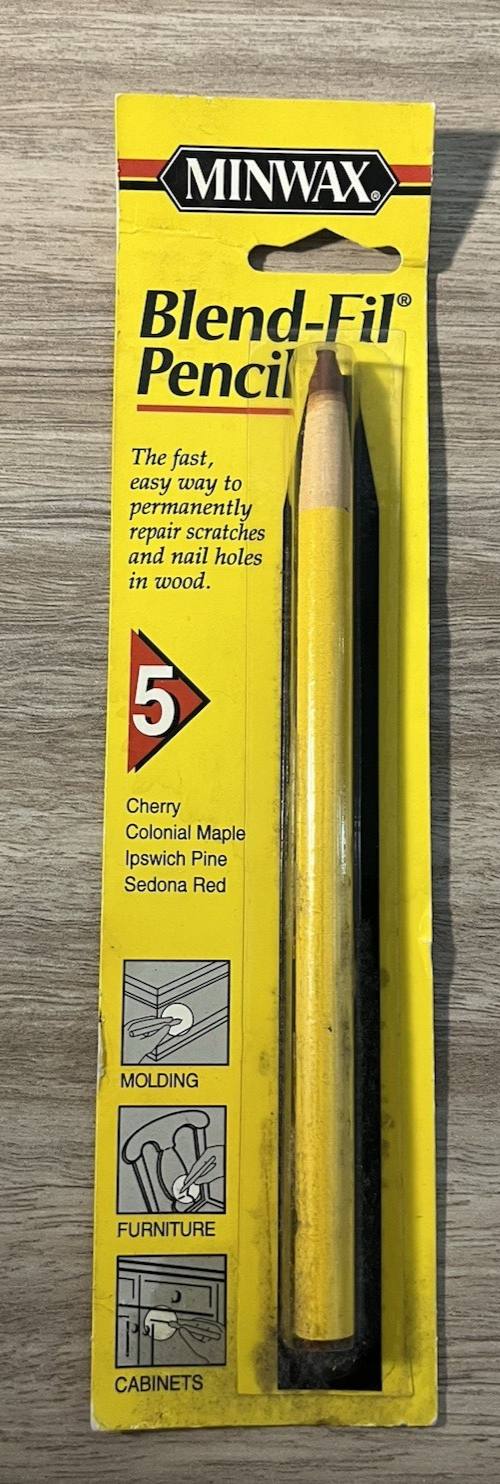 MINWAX®
Blend-Fil®
Pencil
The fast,
easy way to
permanently
repair scratches
and nail holes
in wood.
5
Cherry
Colonial Maple
Ipswich Pine
Sedona Red
MOLDING
FURNITURE
CABINETS